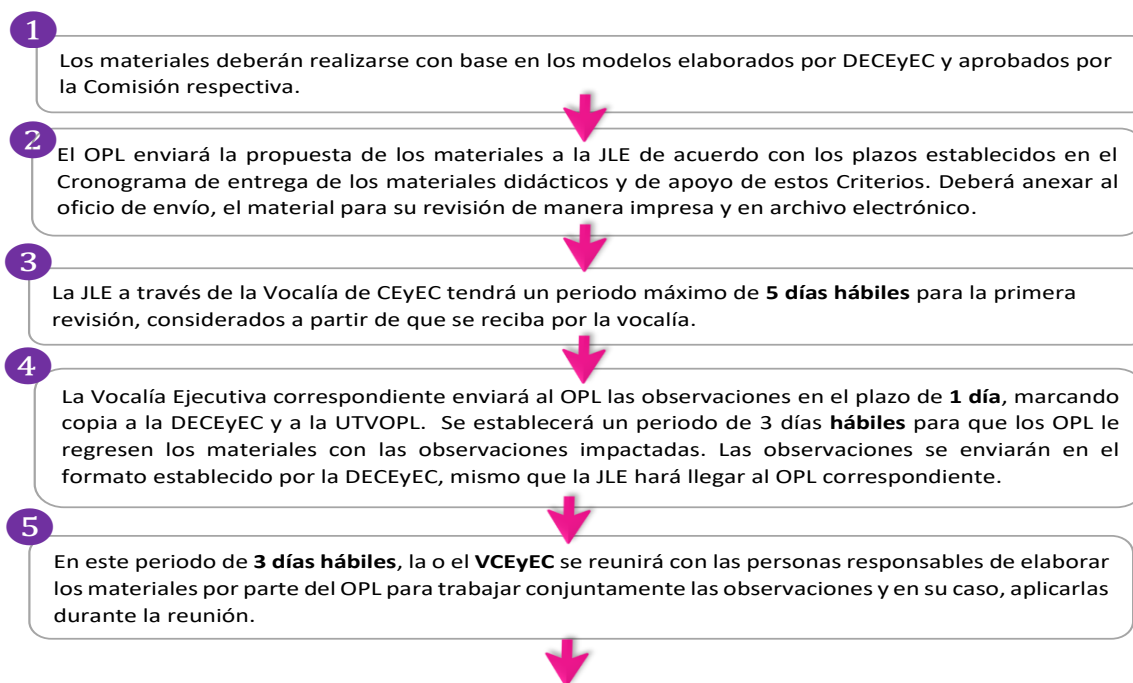 1
Los materiales deberán realizarse con base en los modelos elaborados por DECEyEC y aprobados por
la Comisión respectiva.
2
El OPL enviará la propuesta de los materiales a la JLE de acuerdo con los plazos establecidos en el
Cronograma de entrega de los materiales didácticos y de apoyo de estos Criterios. Deberá anexar al
oficio de envío, el material para su revisión de manera impresa y en archivo electrónico.
3
La JLE a través de la Vocalía de CEyEC tendrá un periodo máximo de 5 días hábiles para la primera
revisión, considerados a partir de que se reciba por la vocalía.
4
La Vocalía Ejecutiva correspondiente enviará al OPL las observaciones en el plazo de 1 día, marcando
copia a la DECEyEC y a la UTVOPL. Se establecerá un periodo de 3 días hábiles para que los OPL le
regresen los materiales con las observaciones impactadas. Las observaciones se enviarán en el
formato establecido por la DECEyEC, mismo que la JLE hará llegar al OPL correspondiente.
5
En este periodo de 3 días hábiles, la o el VCEyEC se reunirá con las personas responsables de elaborar
los materiales por parte del OPL para trabajar conjuntamente las observaciones y en su caso, aplicarlas
durante la reunión.